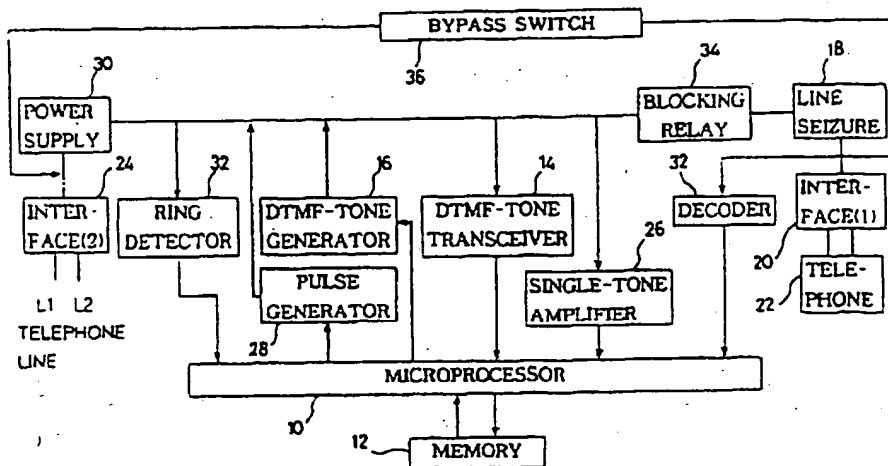 BYPASS SWITCH
36
30
POWER
SUPPLY
34
BLOCKING
RELAY
18
LINE
SEIZURE
24
INTER-
FACE(2)
32
RING
DETECTOR
16
DTMF-TONE
GENERATOR
14
DTMF-TONE
TRANSCEIVER
32
DECODER
INTER-
FACE(1)
20
26
SINGLE-TONE
AMPLIFIER
PULSE
GENERATOR
28
TELE-
PHONE
22
L1 L2
TELEPHONE
LINE
MICROPROCESSOR
10
12
MEMORY